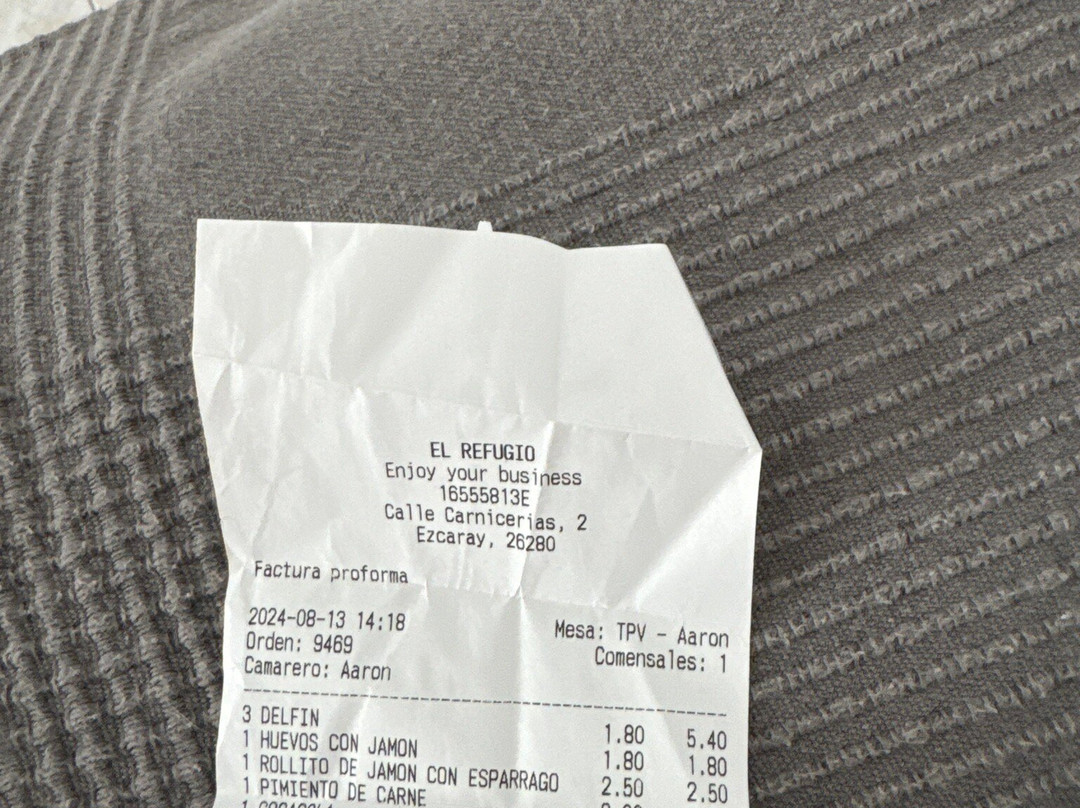 EL REFUGIO
Enjoy your business
16555813E
Calle Carnicerias, 2
Ezcaray, 26280
Factura proforma
2024-08-13 14:18
Orden: 9469
Camarero: Aaron
Mesa: TPV - Aaron
Comensales: 1
3 DELFIN 1.80 5.40
1 HUEVOS CON JAMON 1.80 1.80
1 ROLLITO DE JAMON CON ESPARRAGO 2.50 2.50
1 PIMIENTO DE CARNE